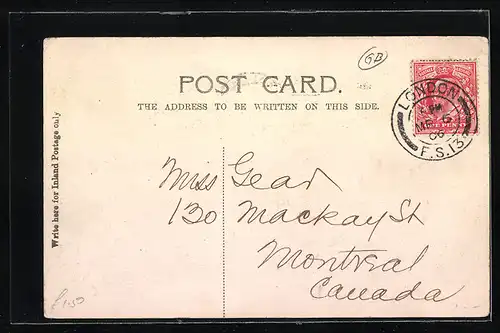 GB
POST CARD.
THE ADDRESS TO BE WRITTEN ON THIS SIDE.
LONDON
F.S.13
Write here for Inland Postage only
Miss Gear
130 Mackay St
Montreal
Canada